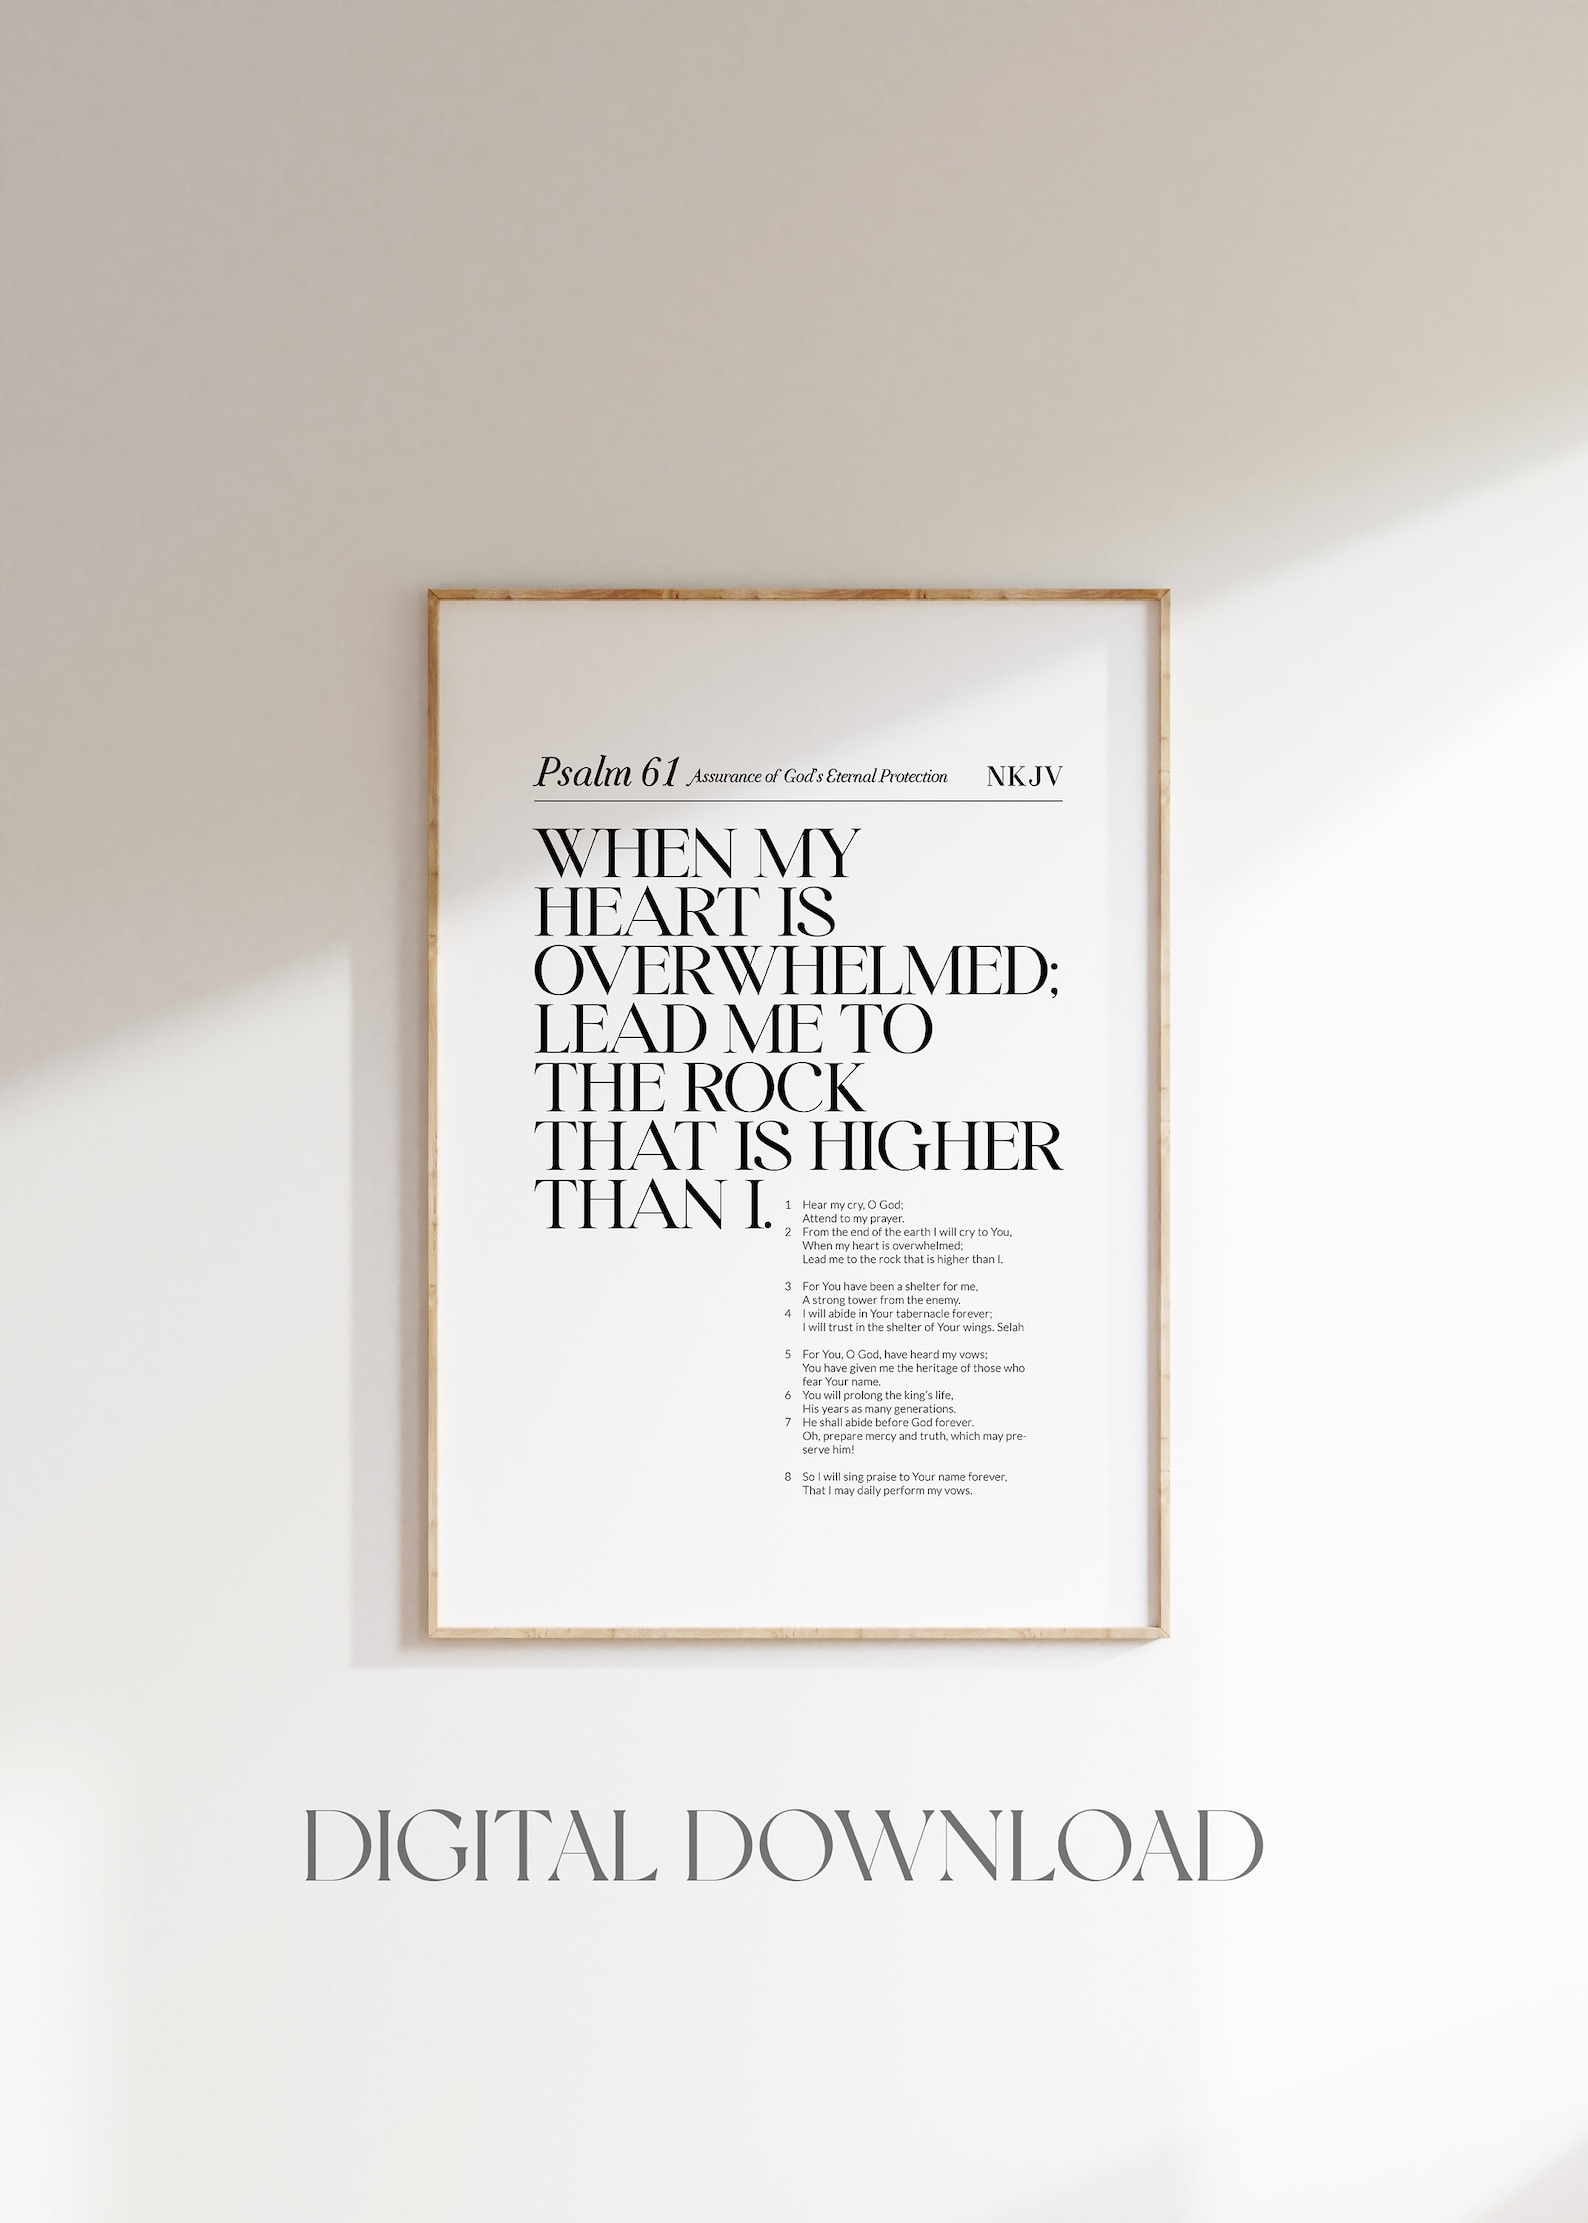 Psalm 61 Assurance of God's Eternal Protection NKJV
WHEN MY
HEART IS
OVERWHELMED;
LEAD ME TO
THE ROCK
THAT IS HIGHER
THAN I.
1 Hear my cry, O God;
Attend to my prayer.
2 From the end of the earth I will cry to You,
When my heart is overwhelmed;
Lead me to the rock that is higher than I.
3 For You have been a shelter for me,
A strong tower from the enemy.
4 I will abide in Your tabernacle forever;
I will trust in the shelter of Your wings. Selah
5 For You, O God, have heard my vows;
You have given me the heritage of those who
fear Your name.
6 You will prolong the king's life,
His years as many generations.
7 He shall abide before God forever.
Oh, prepare mercy and truth, which may pre-
serve him!
8 So I will sing praise to Your name forever,
That I may daily perform my vows.
DIGITAL DOWNLOAD